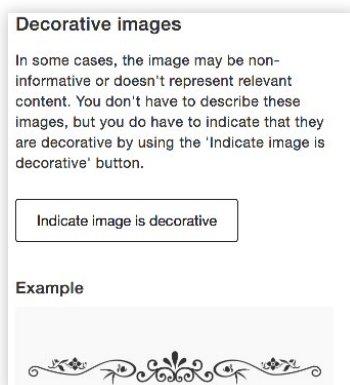 Decorative images
In some cases, the image may be non-
informative or doesn't represent relevant
content. You don't have to describe these
images, but you do have to indicate that they
are decorative by using the 'Indicate image is
decorative' button.
Indicate image is decorative
Example